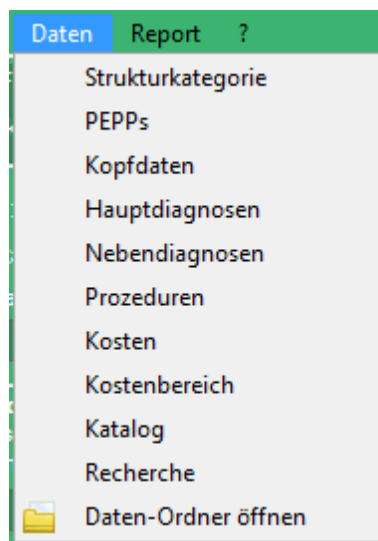 Daten Report ?
Strukturkategorie
PEPPs
Kopfdaten
Hauptdiagnosen
Nebendiagnosen
Prozeduren
Kosten
Kostenbereich
Katalog
Recherche
Daten-Ordner öffnen